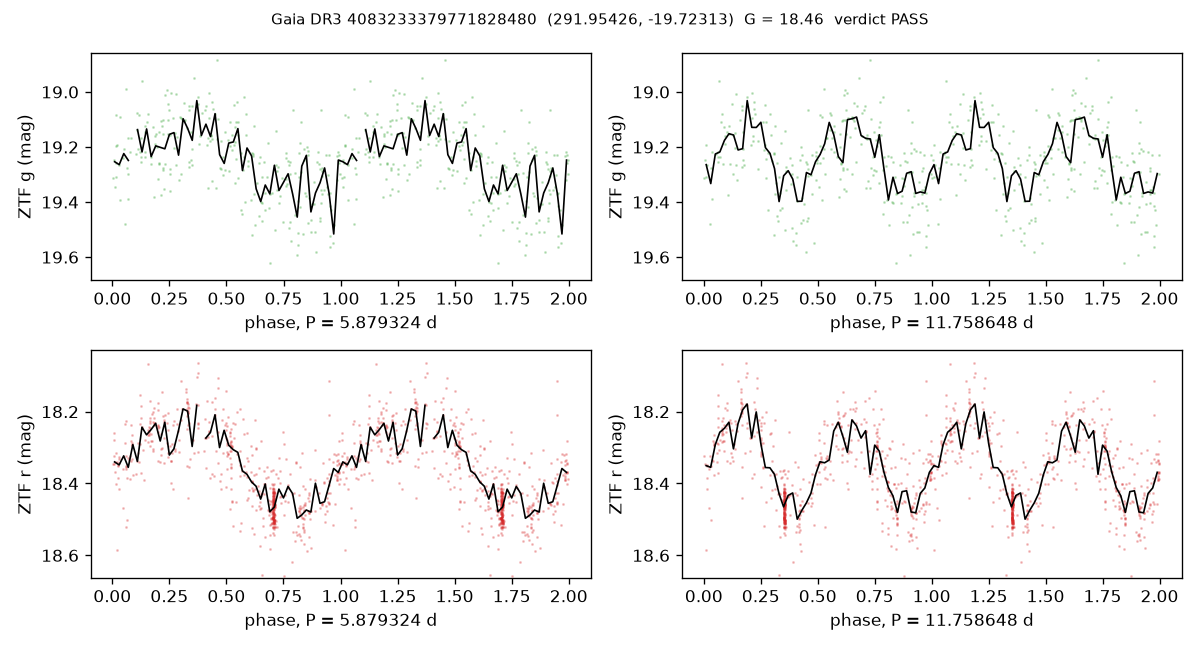 Gaia DR3 4083233379771828480 (291.95426, -19.72313) G = 18.46 verdict PASS
ZTF g (mag)
19.0
19.2
19.4
19.6
0.00 0.25 0.50 0.75 1.00 1.25 1.50 1.75 2.00
phase, P = 5.879324 d
ZTF g (mag)
19.0
19.2
19.4
19.6
0.00 0.25 0.50 0.75 1.00 1.25 1.50 1.75 2.00
phase, P = 11.758648 d
ZTF r (mag)
18.2
18.4
18.6
0.00 0.25 0.50 0.75 1.00 1.25 1.50 1.75 2.00
phase, P = 5.879324 d
ZTF r (mag)
18.2
18.4
18.6
0.00 0.25 0.50 0.75 1.00 1.25 1.50 1.75 2.00
phase, P = 11.758648 d